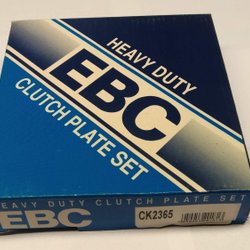 HEAVY DUTY
EBC
CLUTCH PLATE SET
HEAVY DUTY CLUTCH PLATE SET
EBC
CK2365